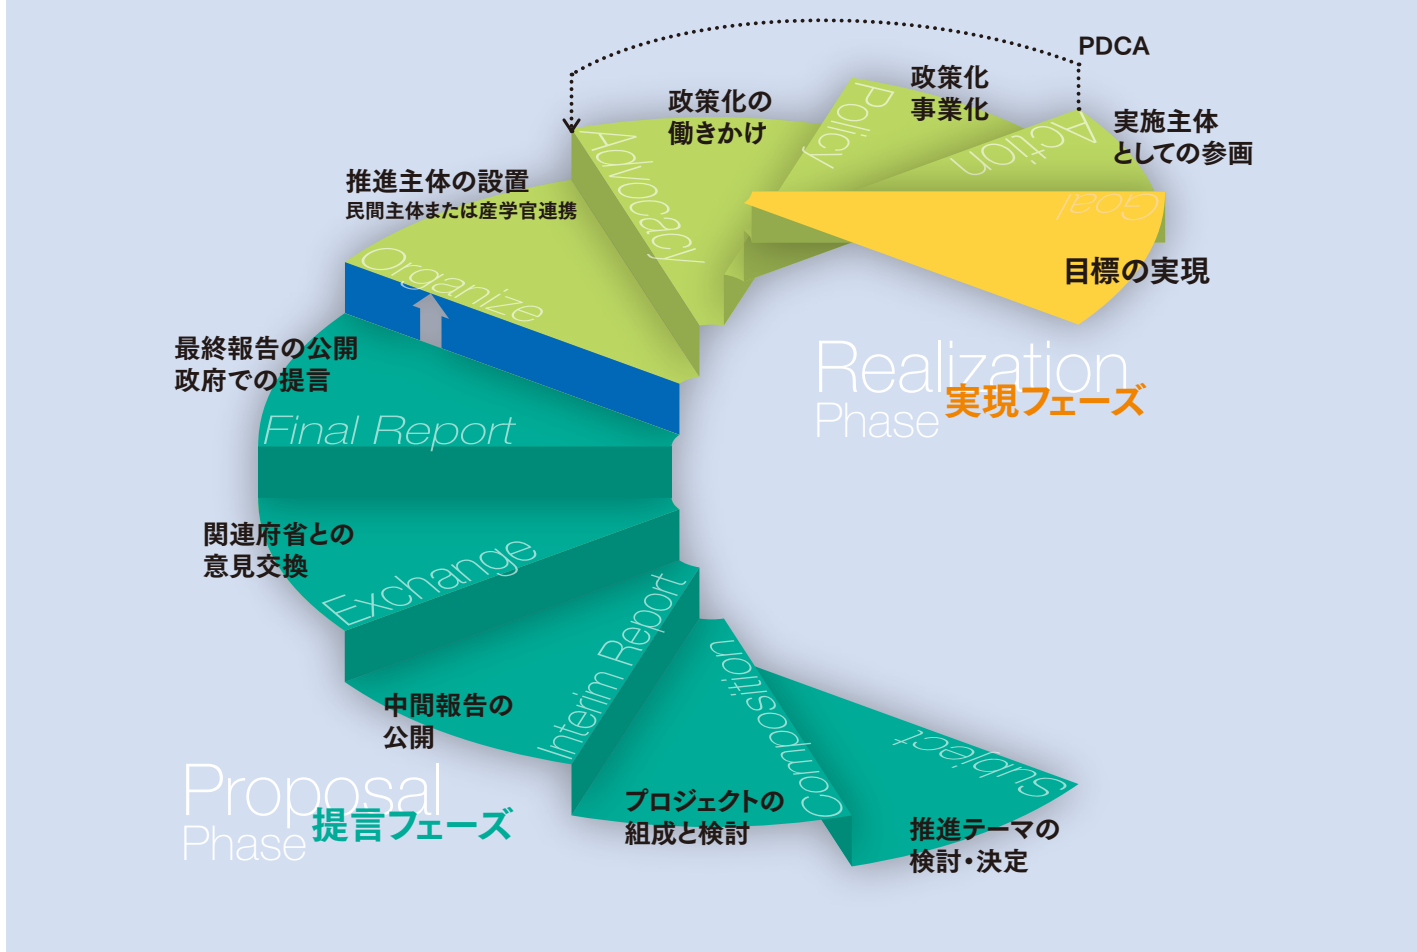 PDCA
政策化
事業化
Policy
政策化の
働きかけ
Advocacy
実施主体
としての参画
Action
推進主体の設置
民間主体または産学官連携
Organize
Goal
目標の実現
最終報告の公開
政府での提言
Final Report
Realization
Phase
実現フェーズ
関連府省との
意見交換
Exchange
中間報告の
公開
Interim Report
プロジェクトの
組成と検討
Composition
推進テーマの
検討・決定
Subject
Proposal
Phase
提言フェーズ